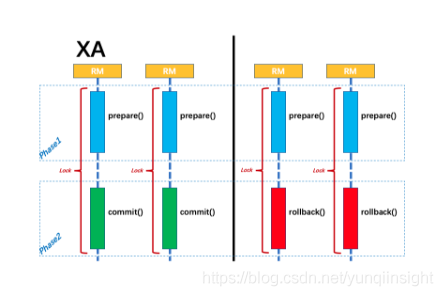 XA
RM RM RM RM
prepare() prepare() prepare() prepare()
Phase1
Lock Lock Lock Lock
commit() commit() rollback() rollback()
Phase2
https://blog.csdn.net/yunqiinsight